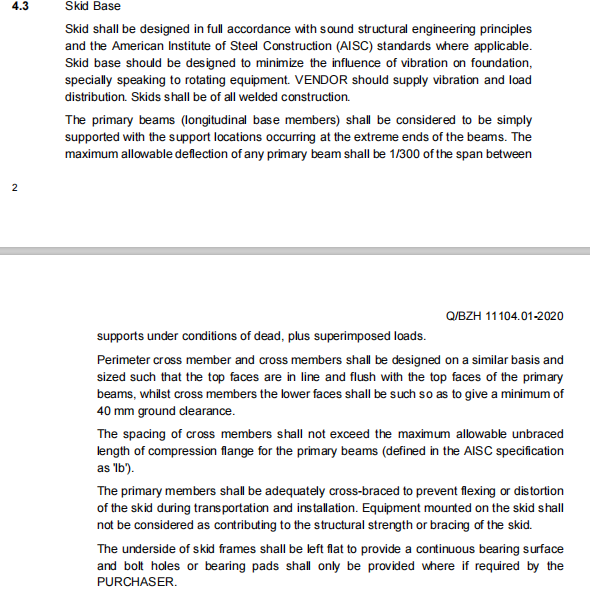 4.3 Skid Base
Skid shall be designed in full accordance with sound structural engineering principles
and the American Institute of Steel Construction (AISC) standards where applicable.
Skid base should be designed to minimize the influence of vibration on foundation,
specially speaking to rotating equipment. VENDOR should supply vibration and load
distribution. Skids shall be of all welded construction.
The primary beams (longitudinal base members) shall be considered to be simply
supported with the support locations occurring at the extreme ends of the beams. The
maximum allowable deflection of any primary beam shall be 1/300 of the span between
2
Q/BZH 11104.01-2020
supports under conditions of dead, plus superimposed loads.
Perimeter cross member and cross members shall be designed on a similar basis and
sized such that the top faces are in line and flush with the top faces of the primary
beams, whilst cross members the lower faces shall be such so as to give a minimum of
40 mm ground clearance.
The spacing of cross members shall not exceed the maximum allowable unbraced
length of compression flange for the primary beams (defined in the AISC specification
as 'lb').
The primary members shall be adequately cross-braced to prevent flexing or distortion
of the skid during transportation and installation. Equipment mounted on the skid shall
not be considered as contributing to the structural strength or bracing of the skid.
The underside of skid frames shall be left flat to provide a continuous bearing surface
and bolt holes or bearing pads shall only be provided where if required by the
PURCHASER.